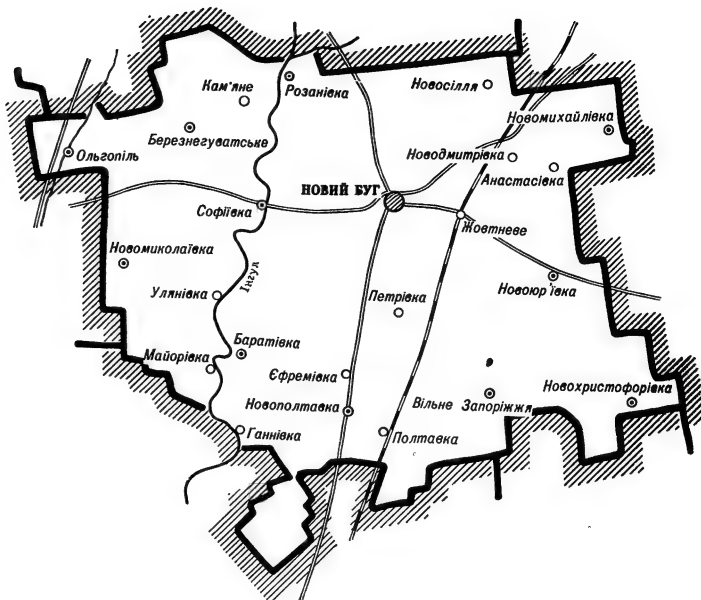 Кам'яне
Розанівка
Новосілля
Новомихайлівка
Березнегуватське
Ольгопіль
Новодмитрівка
Анастасівка
НОВИЙ БУГ
Софіївка
Жовтневе
Новомиколаївка
Інгул
Новоюр'ївка
Улянівка
Петрівка
Баратівка
Майорівка
Єфремівка
Новополтавка
Вільне Запоріжжя
Новохристофорівка
Ганнівка
Полтавка